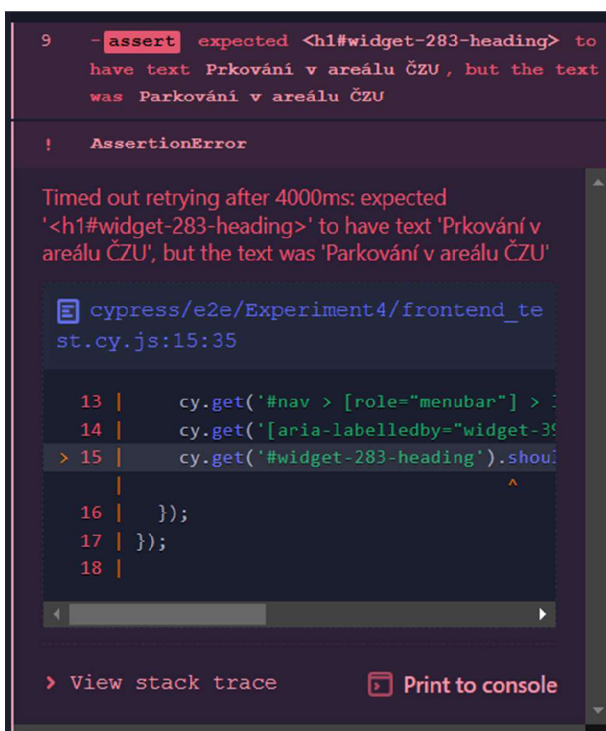 9 -assert expected <h1#widget-283-heading> to
have text Prkování v areálu ČZU, but the text
was Parkování v areálu ČZU
! AssertionError
Timed out retrying after 4000ms: expected
'<h1#widget-283-heading>' to have text 'Prkování v
areálu ČZU', but the text was 'Parkování v areálu ČZU'
cypress/e2e/Experiment4/frontend_te
st.cy.js:15:35
13 | cy.get('#nav > [role="menubar"] >
14 | cy.get('[aria-labelledby="widget-39
> 15 | cy.get('#widget-283-heading').shoul
| ^
16 | });
17 | });
18 |
> View stack trace Print to console